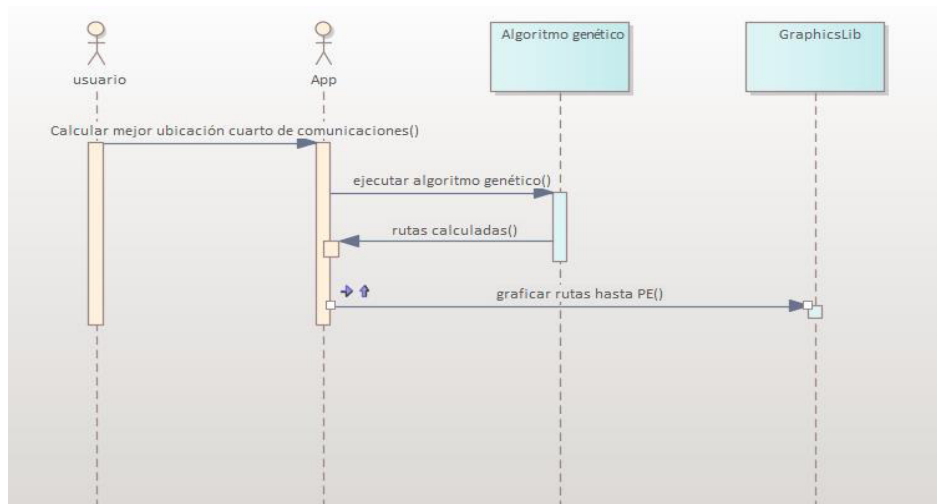 usuario
App
Algoritmo genético
GraphicsLib
Calcular mejor ubicación cuarto de comunicaciones()
ejecutar algoritmo genético()
rutas calculadas()
graficar rutas hasta PE()